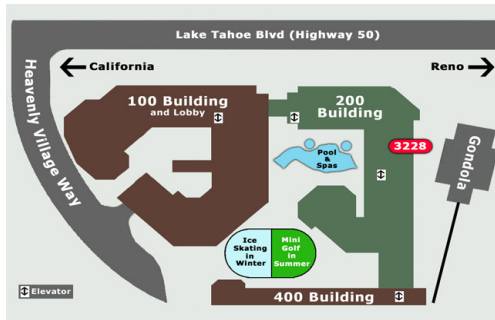 Lake Tahoe Blvd (Highway 50)
California
Reno
Heavenly Village Way
100 Building
and Lobby
200
Building
3228
Gondola
Pool
&
Spas
Ice
Skating
in
Winter
Mini
Golf
in
Summer
Elevator
400 Building